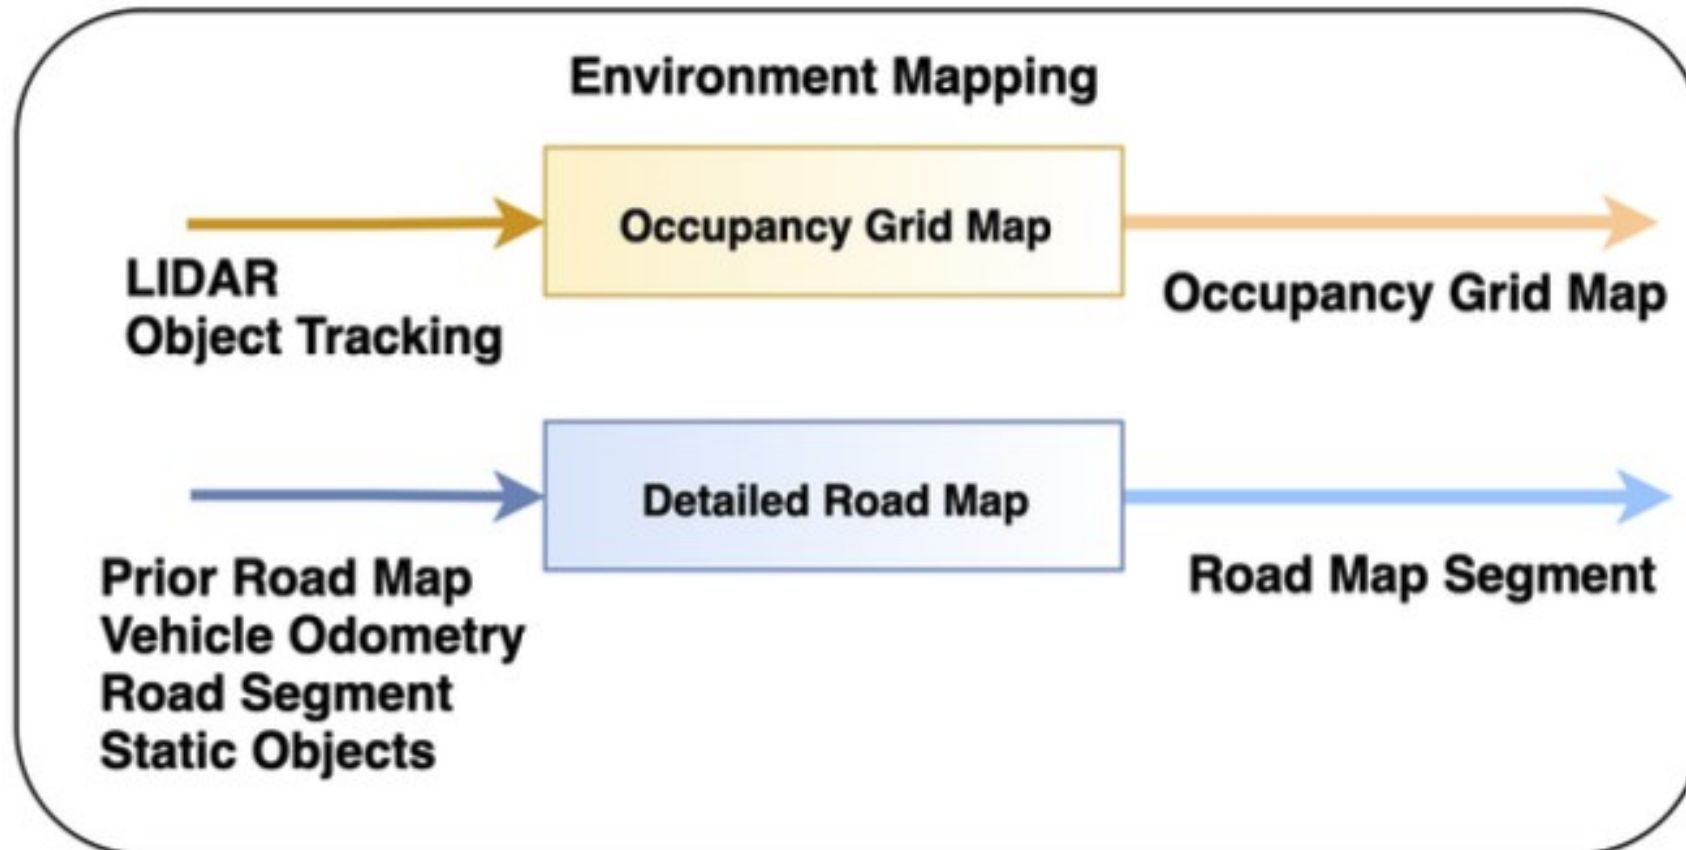 Environment Mapping
Occupancy Grid Map
LIDAR
Object Tracking
Occupancy Grid Map
Detailed Road Map
Prior Road Map
Vehicle Odometry
Road Segment
Static Objects
Road Map Segment